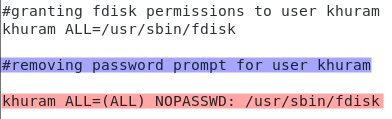 #granting fdisk permissions to user khuram
khuram ALL=/usr/sbin/fdisk
#removing password prompt for user khuram
khuram ALL=(ALL) NOPASSWD: /usr/sbin/fdisk